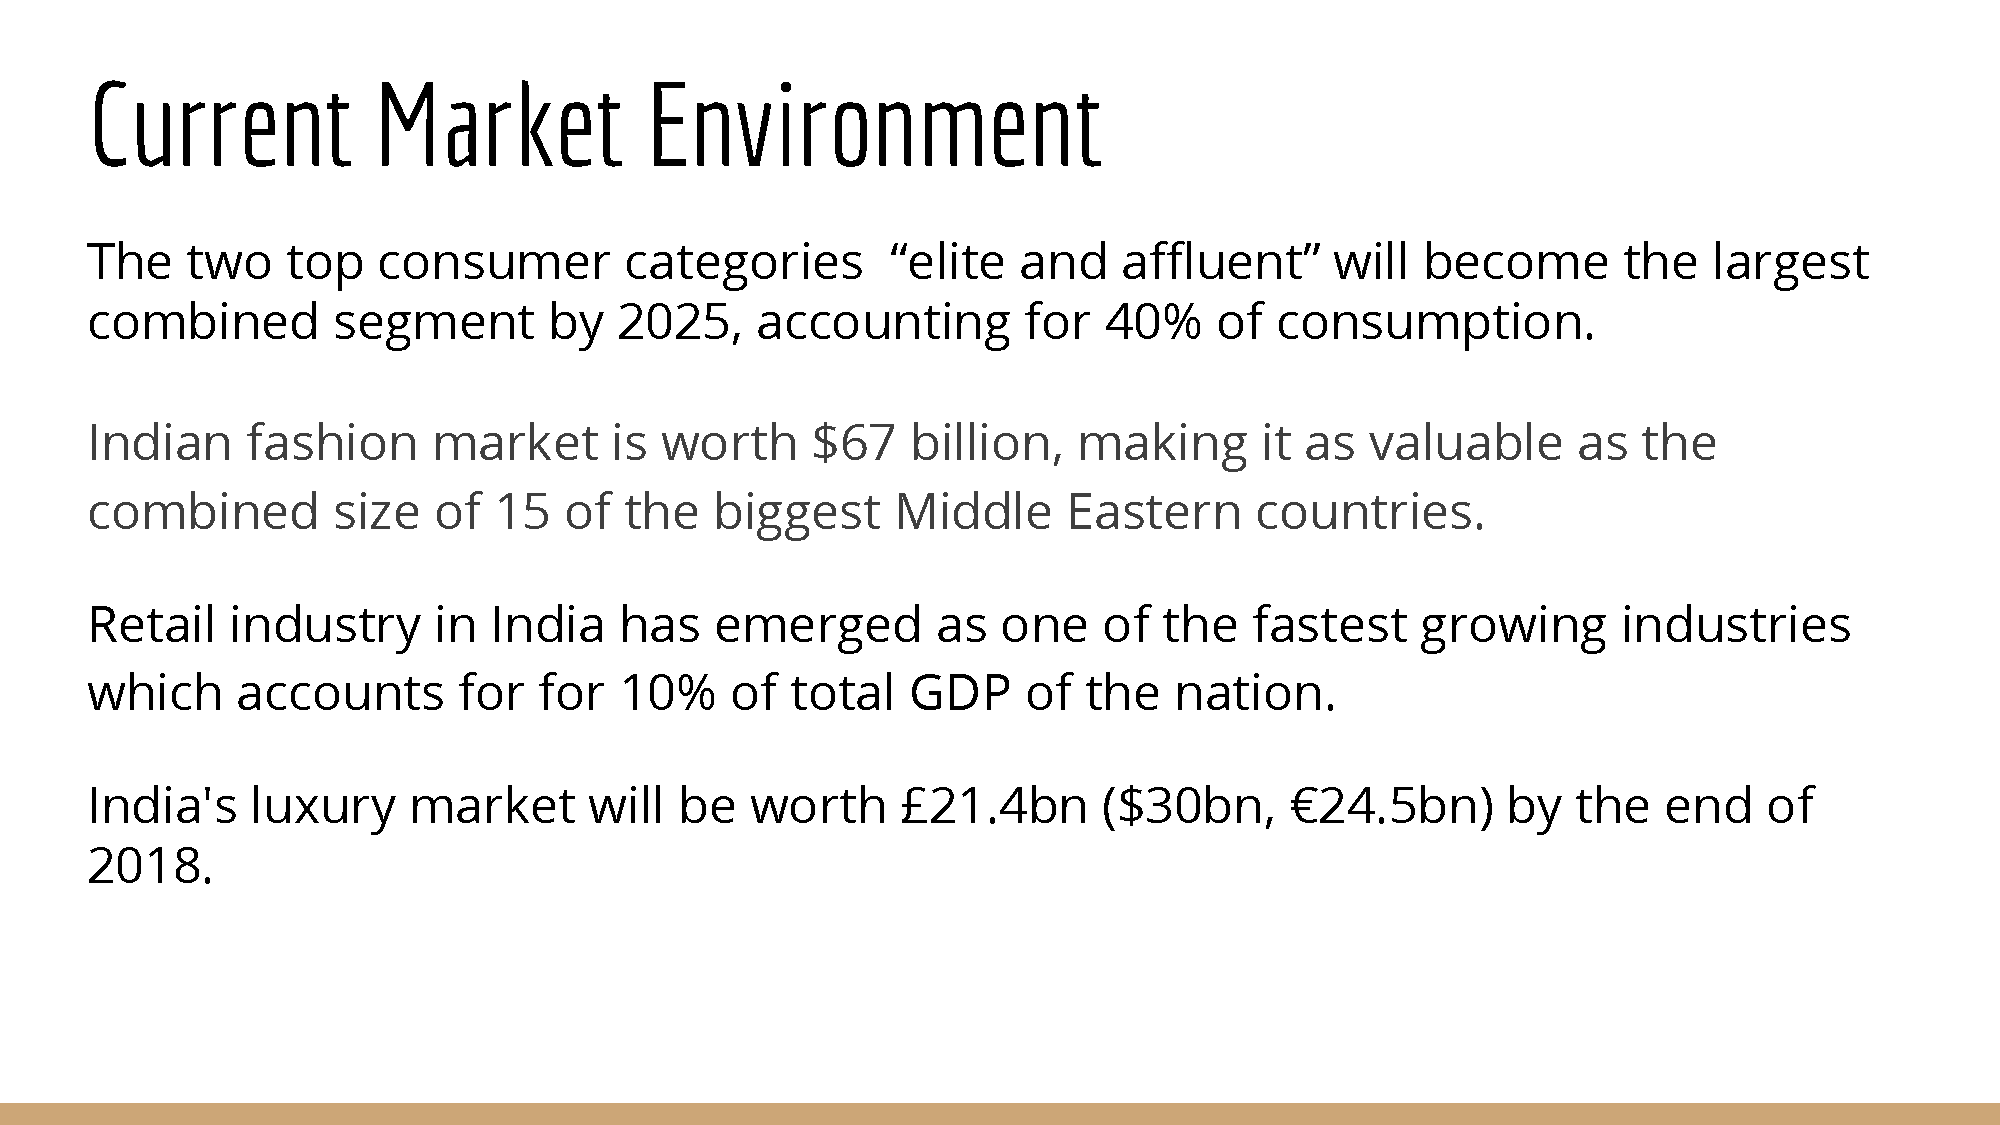 Current Market Environment
The two top consumer categories “elite and affluent” will become the largest
combined segment by 2025, accounting for 40% of consumption.
Indian fashion market is worth $67 billion, making it as valuable as the
combined size of 15 of the biggest Middle Eastern countries.
Retail industry in India has emerged as one of the fastest growing industries
which accounts for for 10% of total GDP of the nation.
India's luxury market will be worth £21.4bn ($30bn, €24.5bn) by the end of
2018.